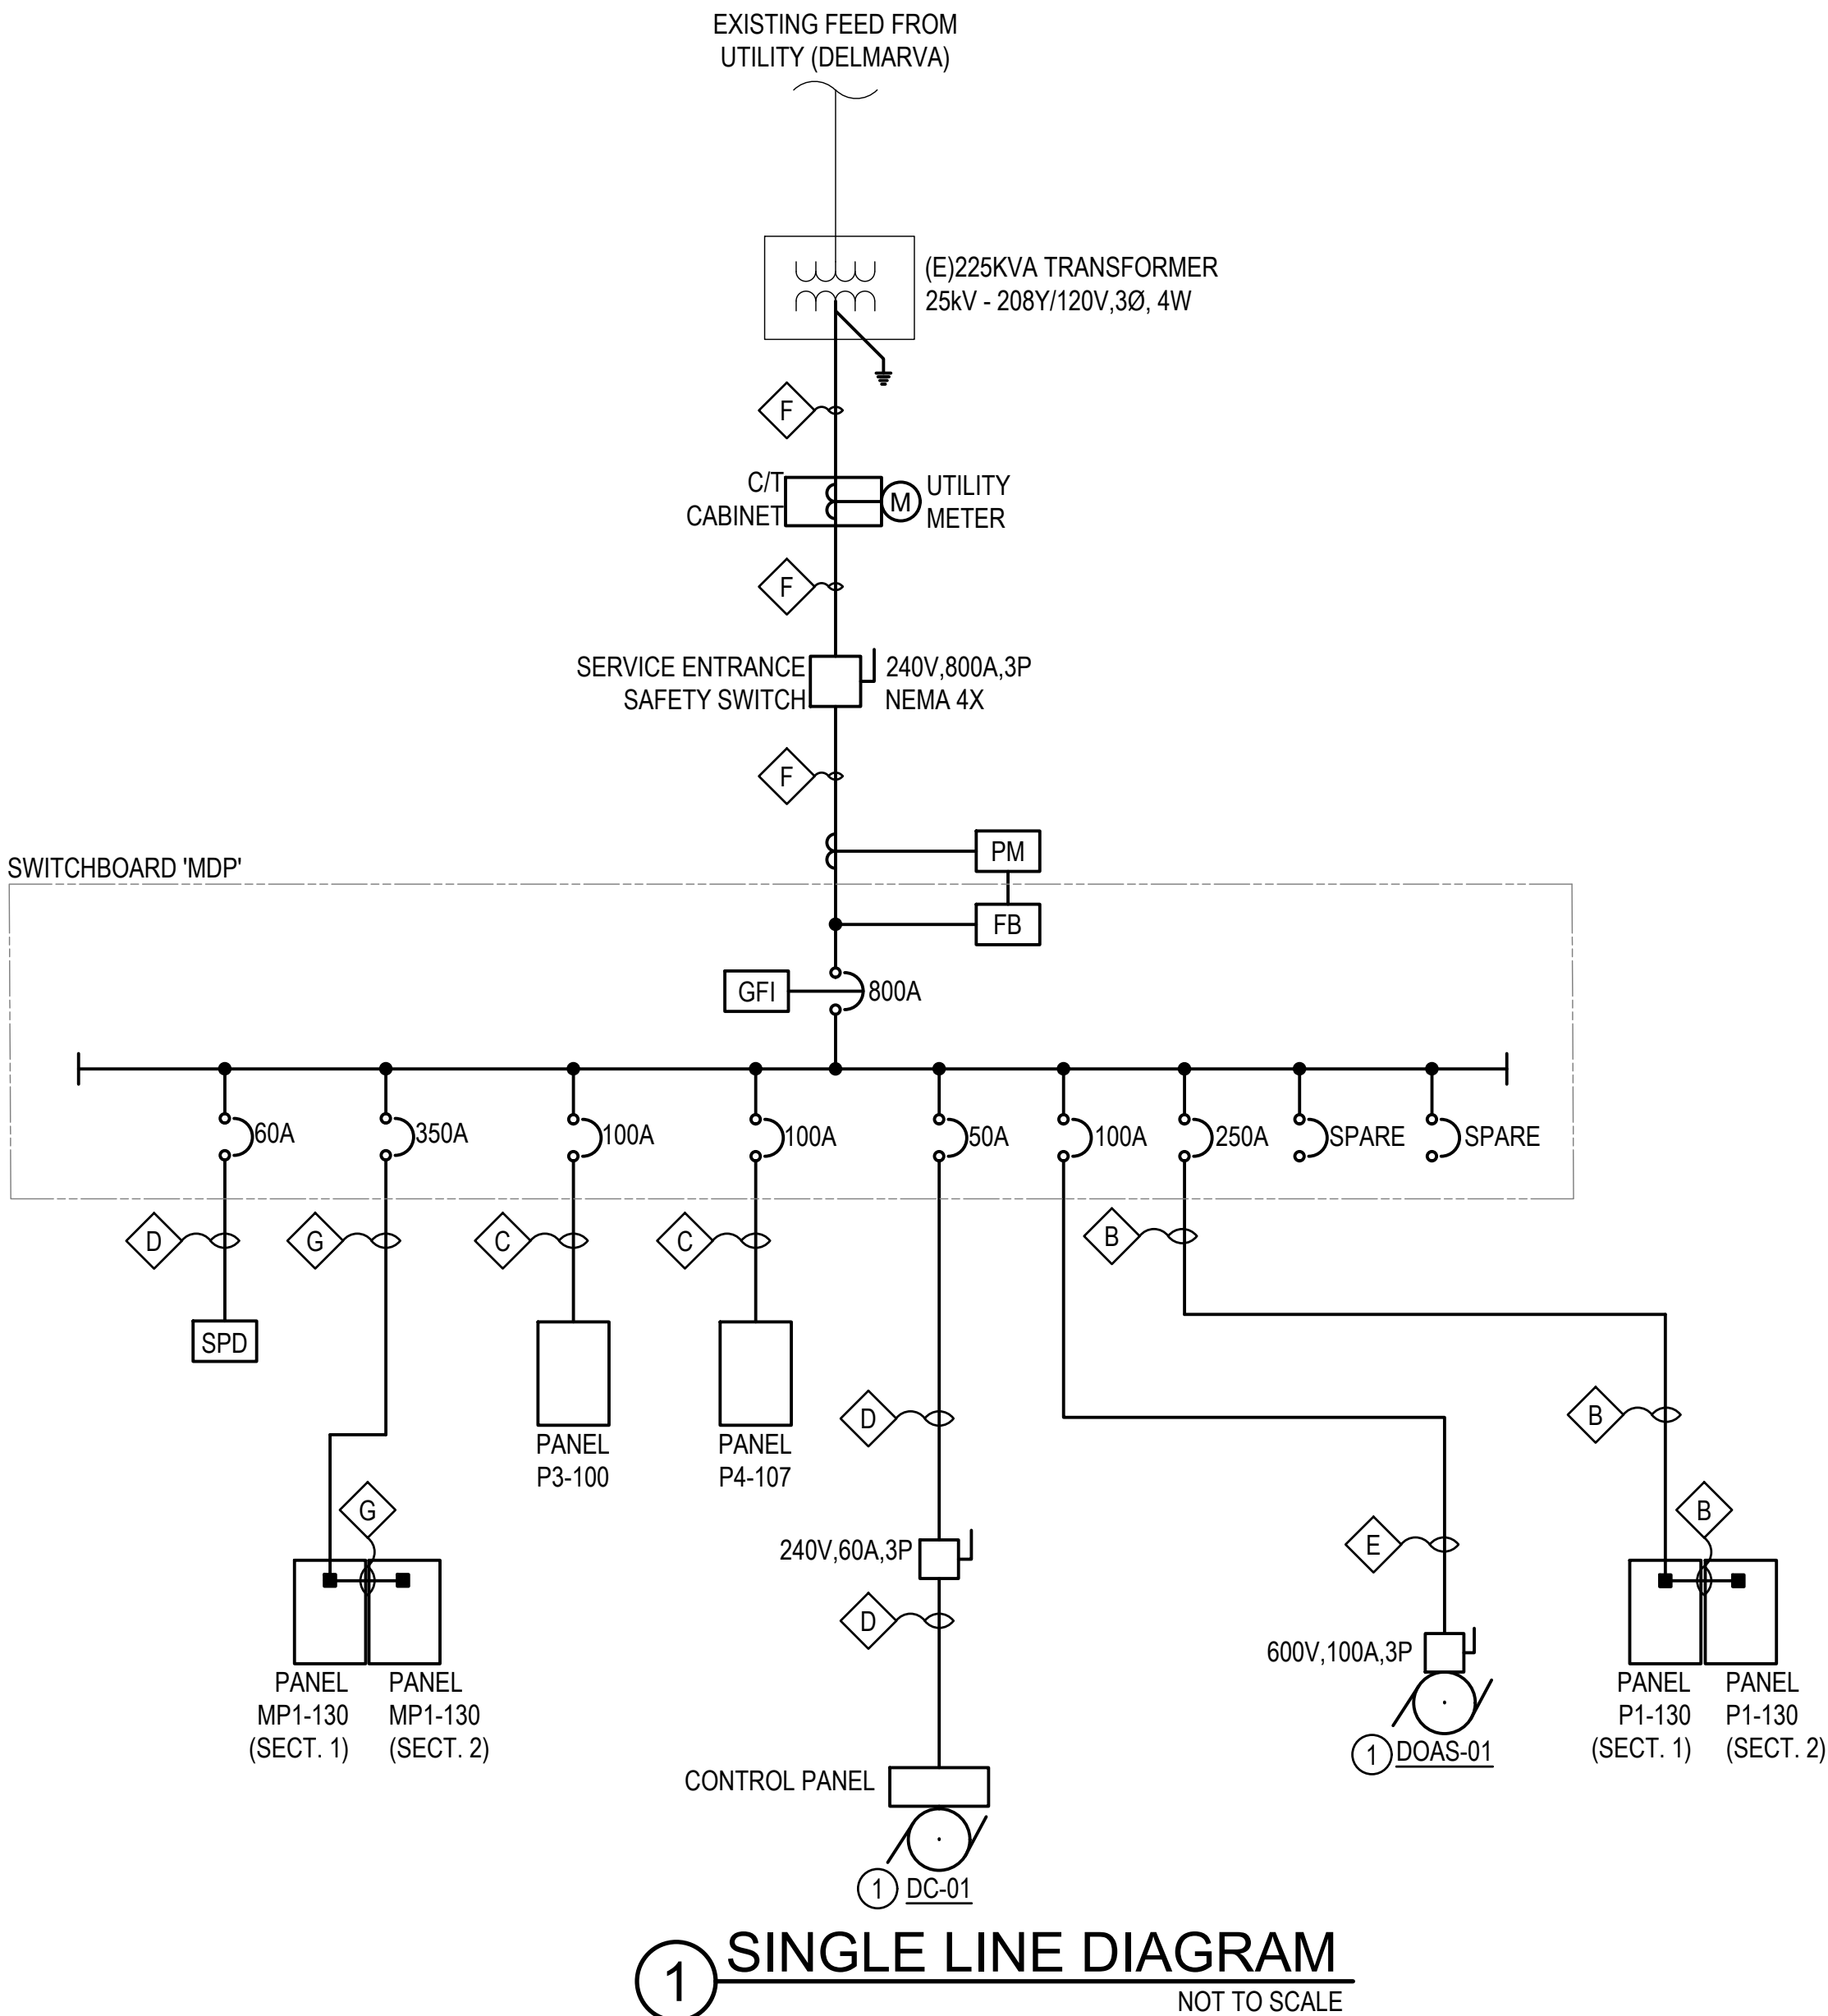 EXISTING FEED FROM
UTILITY (DELMARVA)
(E)225KVA TRANSFORMER
25kV - 208Y/120V,3Ø, 4W
F
C/T
CABINET
M
UTILITY
METER
F
SERVICE ENTRANCE
SAFETY SWITCH
240V,800A,3P
NEMA 4X
F
PM
SWITCHBOARD 'MDP'
FB
GFI
800A
60A
350A
100A
100A
50A
100A
250A
SPARE
SPARE
D
G
C
C
B
SPD
PANEL
P3-100
PANEL
P4-107
D
B
G
B
240V,60A,3P
E
D
600V,100A,3P
PANEL
MP1-130
(SECT. 1)
PANEL
MP1-130
(SECT. 2)
PANEL
P1-130
(SECT. 1)
PANEL
P1-130
(SECT. 2)
1 DOAS-01
CONTROL PANEL
1 DC-01
1 SINGLE LINE DIAGRAM
NOT TO SCALE